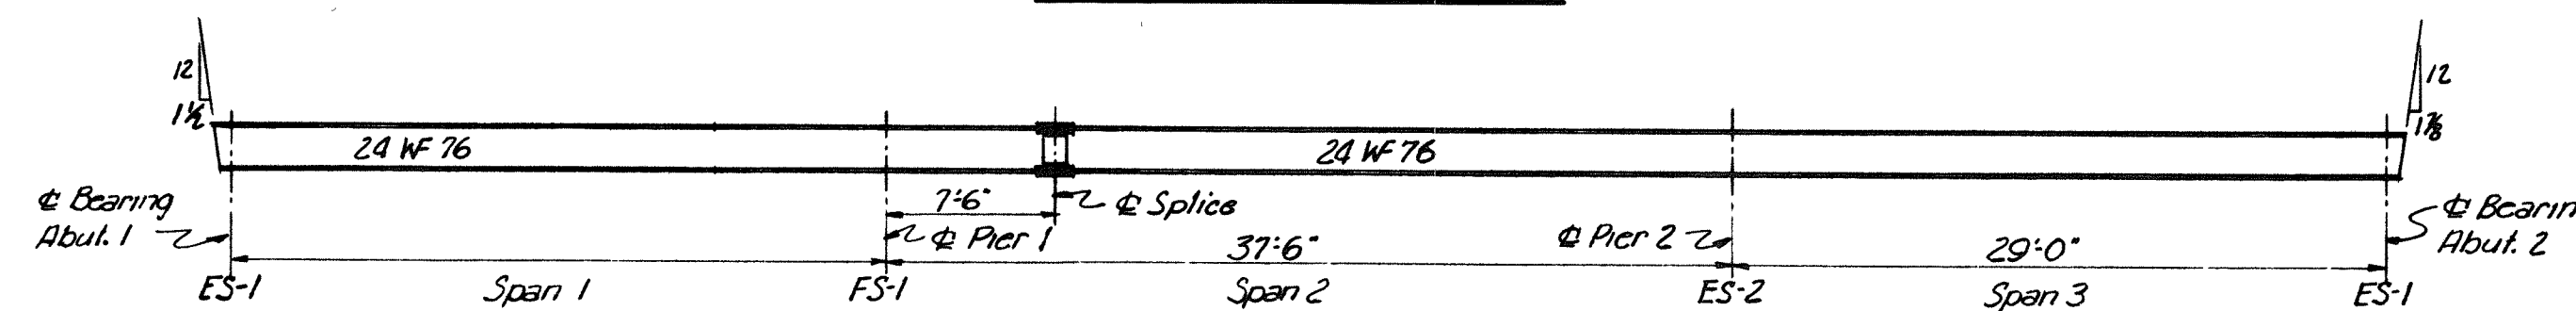 12
12
1½
1⅞
24 WF 76
24 WF 76
℄ Bearing
Abut. 1
7'-6"
℄ Splice
℄ Pier 1
37'-6"
℄ Pier 2
29'-0"
℄ Bearin
Abut. 2
ES-1
Span 1
FS-1
Span 2
ES-2
Span 3
ES-1